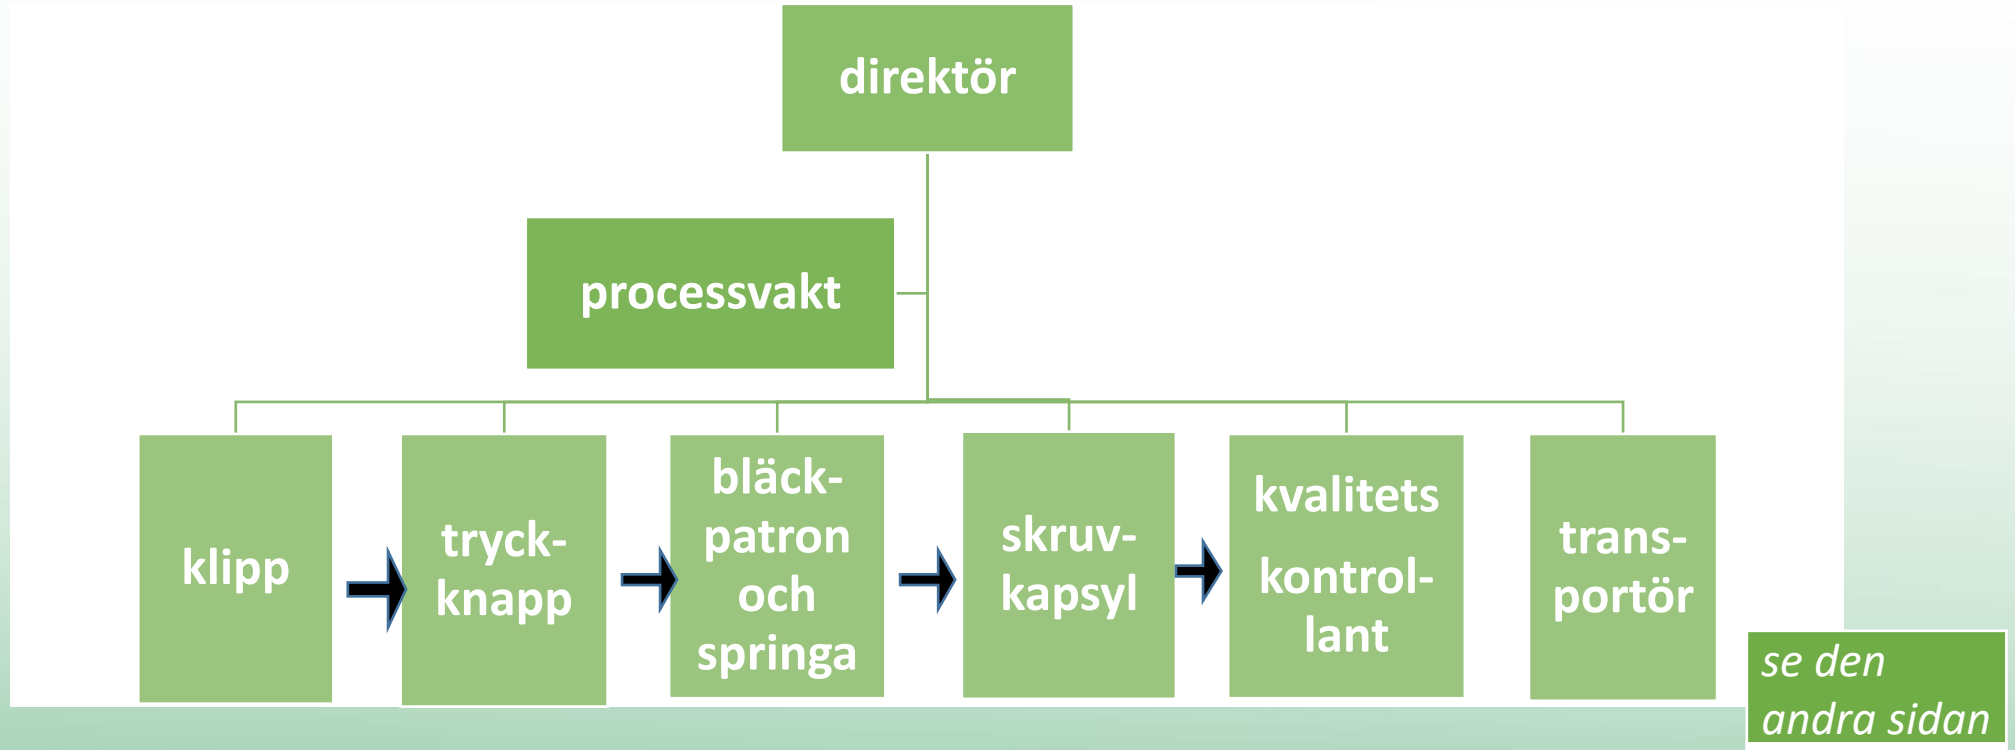 direktör
processvakt
klipp
tryck-
knapp
bläck-
patron
och
springa
skruv-
kapsyl
kvalitets
kontrol-
lant
trans-
portör
se den
andra sidan